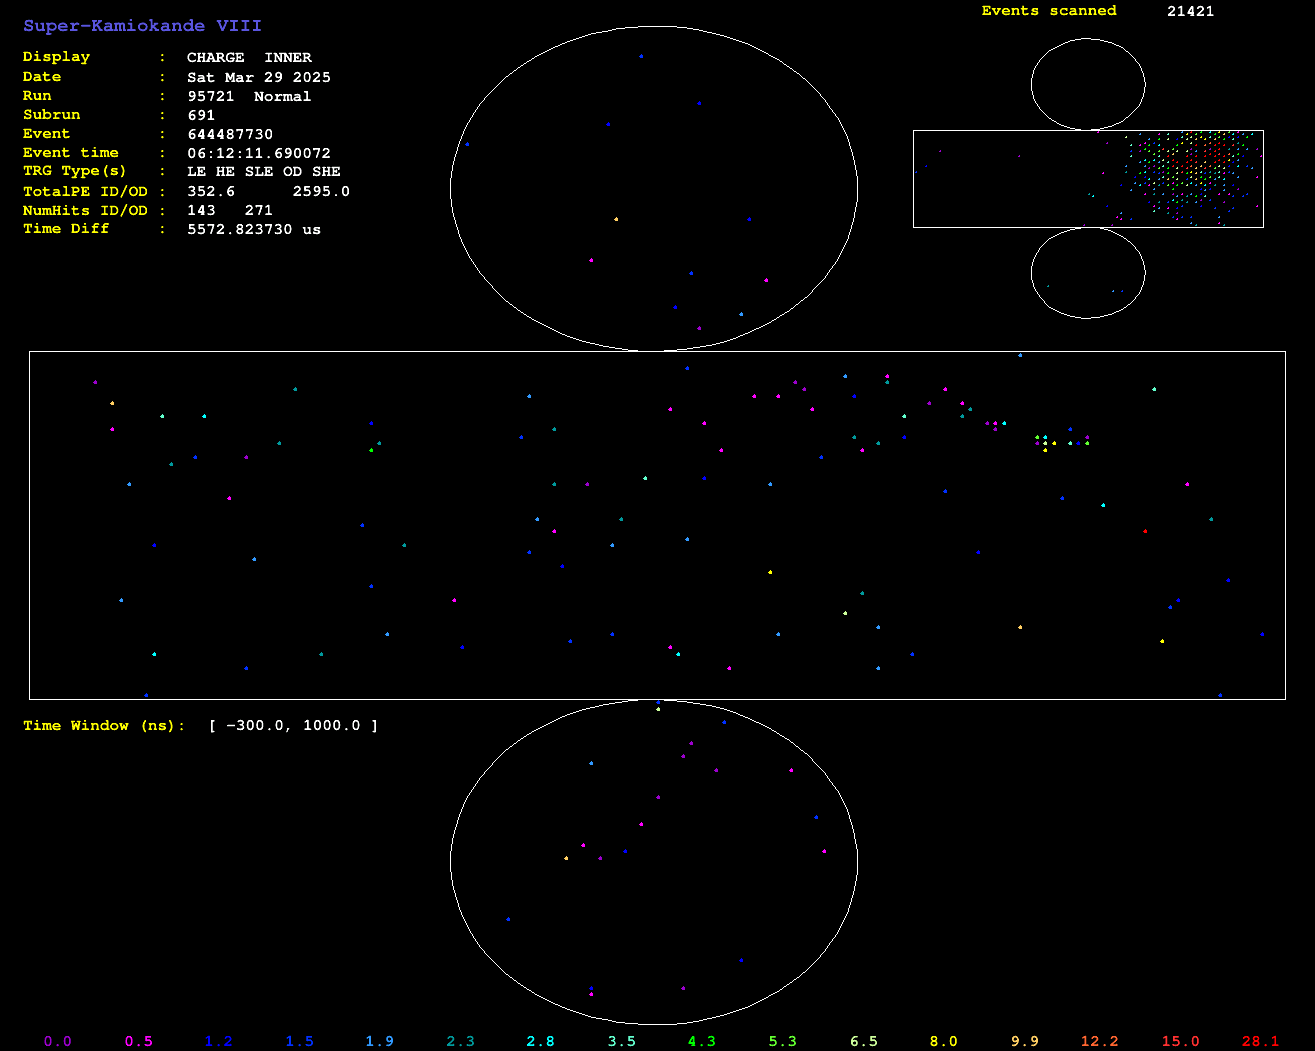 Super-Kamiokande VIII
Events scanned 21421
Display : CHARGE INNER
Date : Sat Mar 29 2025
Run : 95721 Normal
Subrun : 691
Event : 644487730
Event time : 06:12:11.690072
TRG Type(s) : LE HE SLE OD SHE
TotalPE ID/OD : 352.6 2595.0
NumHits ID/OD : 143 271
Time Diff : 5572.823730 us
Time Window (ns): [ -300.0, 1000.0 ]
0.0 0.5 1.2 1.5 1.9 2.3 2.8 3.5 4.3 5.3 6.5 8.0 9.9 12.2 15.0 28.1